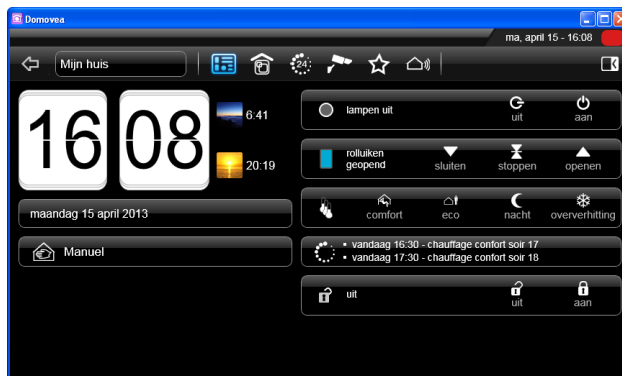 Domovea
ma, april 15 - 16:08
Mijn huis
24
16 08
6:41
20:19
maandag 15 april 2013
Manuel
lampen uit
uit
aan
rolluiken
geopend
sluiten
stoppen
openen
comfort
eco
nacht
oververhitting
▪ vandaag 16:30 - chauffage confort soir 17
▪ vandaag 17:30 - chauffage confort soir 18
uit
uit
aan